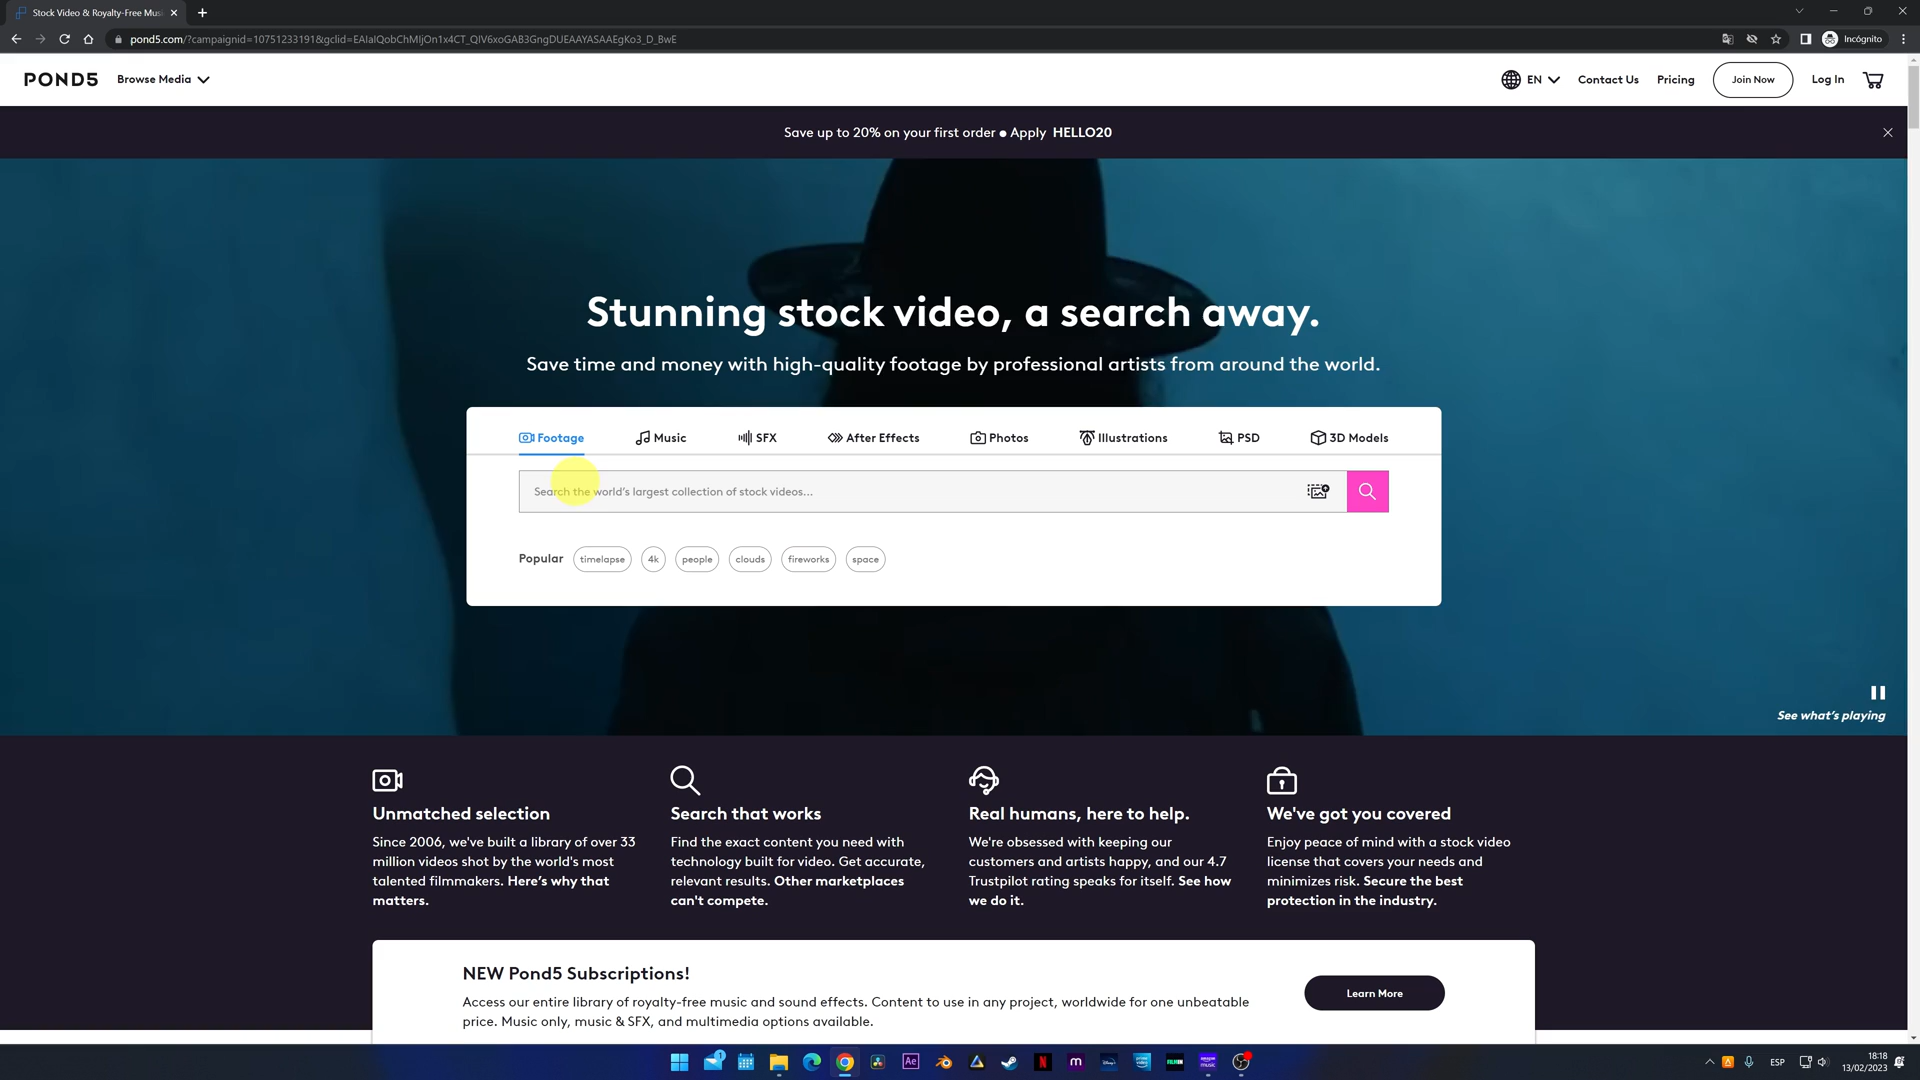 Stock Video & Royalty-Free Mus
pond5.com/?campaignid=10751233191&gclid=EAIaIQobChMIjOn1x4CT_QIV6xoGAB3GngDUEAAYASAAEgKo3_D_BwE
Incógnito
POND5
Browse Media
EN
Contact Us
Pricing
Join Now
Log In
Save up to 20% on your first order ● Apply HELLO20
Stunning stock video, a search away.
Save time and money with high-quality footage by professional artists from around the world.
Footage
Music
SFX
After Effects
Photos
Illustrations
PSD
3D Models
Search the world's largest collection of stock videos...
Popular
timelapse
4k
people
clouds
fireworks
space
See what's playing
Unmatched selection
Since 2006, we've built a library of over 33
million videos shot by the world's most
talented filmmakers. Here's why that
matters.
Search that works
Find the exact content you need with
technology built for video. Get accurate,
relevant results. Other marketplaces
can't compete.
Real humans, here to help.
We're obsessed with keeping our
customers and artists happy, and our 4.7
Trustpilot rating speaks for itself. See how
we do it.
We've got you covered
Enjoy peace of mind with a stock video
license that covers your needs and
minimizes risk. Secure the best
protection in the industry.
NEW Pond5 Subscriptions!
Access our entire library of royalty-free music and sound effects. Content to use in any project, worldwide for one unbeatable
price. Music only, music & SFX, and multimedia options available.
Learn More
Ae
N
m
ESP
18:18
13/02/2023